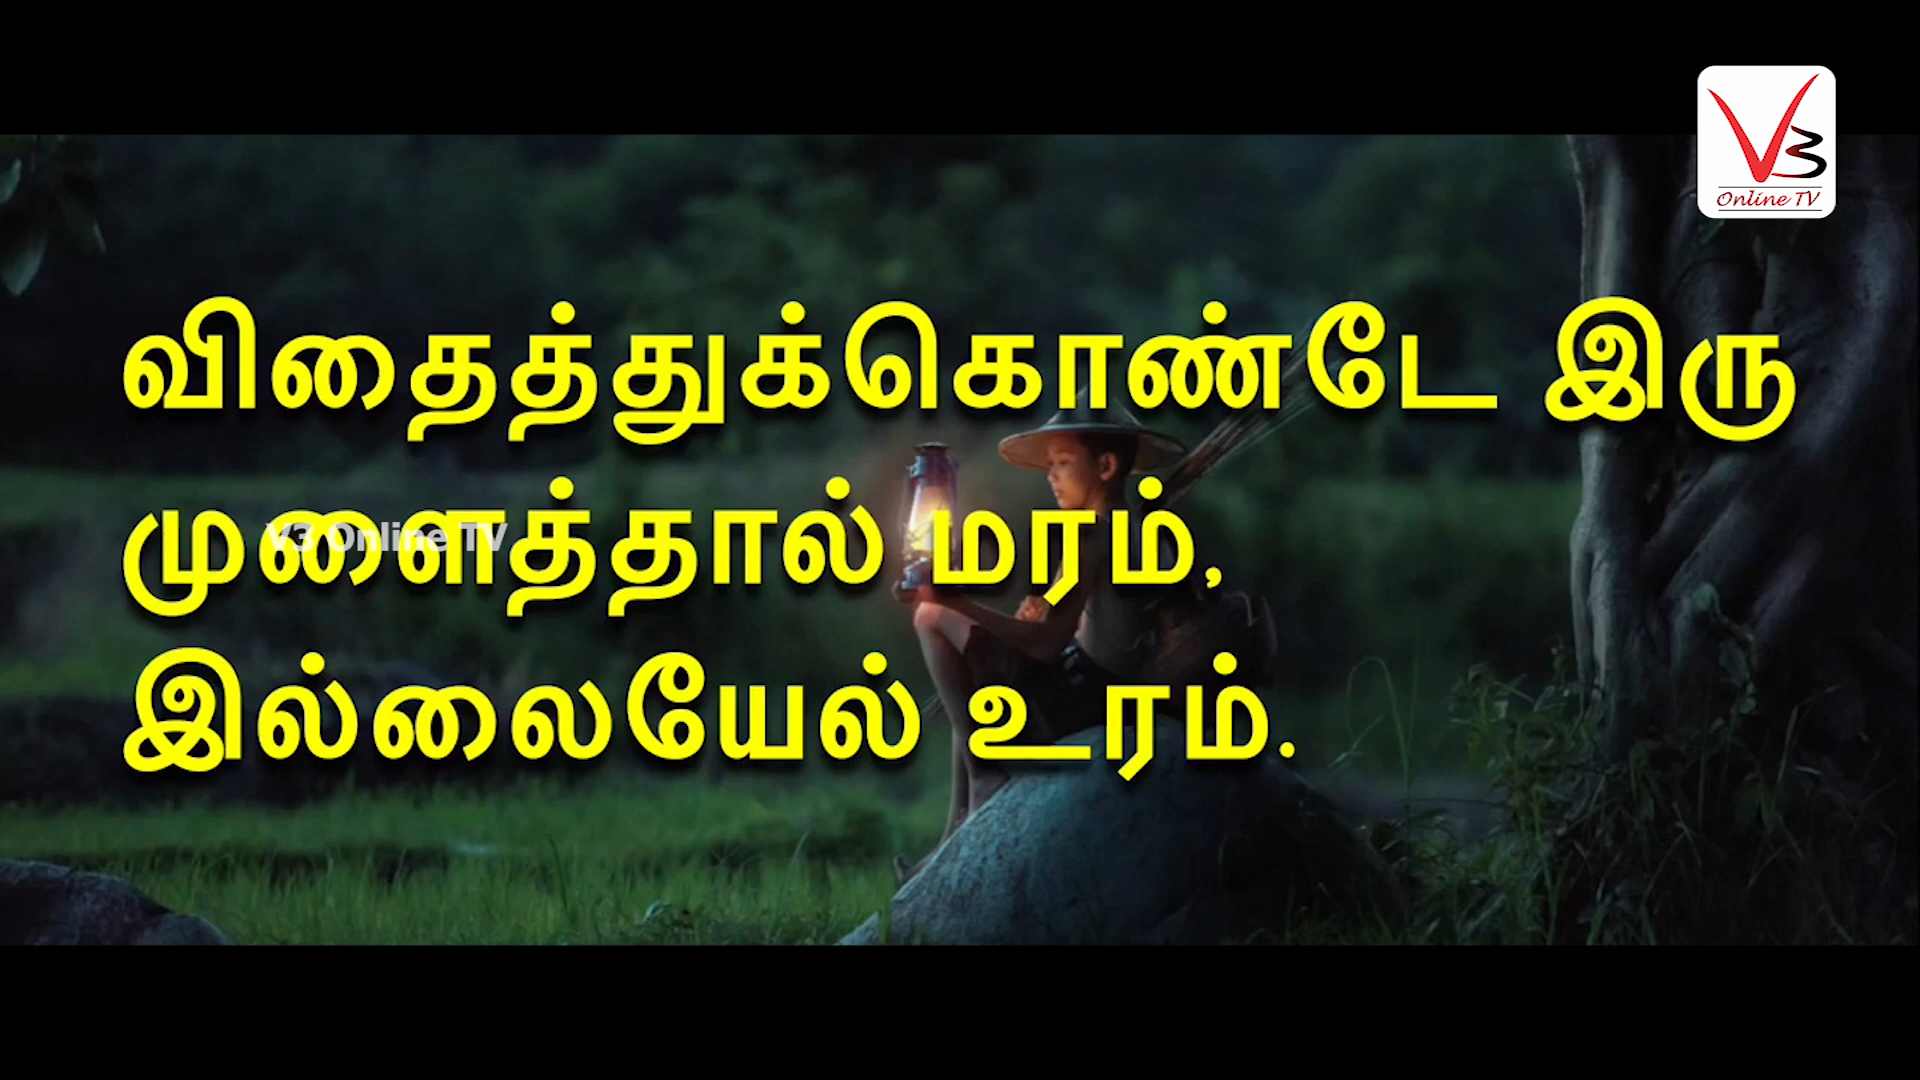 V3
Online TV
விதைத்துக்கொண்டே இரு
முளைத்தால் மரம்,
V3 Online TV
இல்லையேல் உரம்.